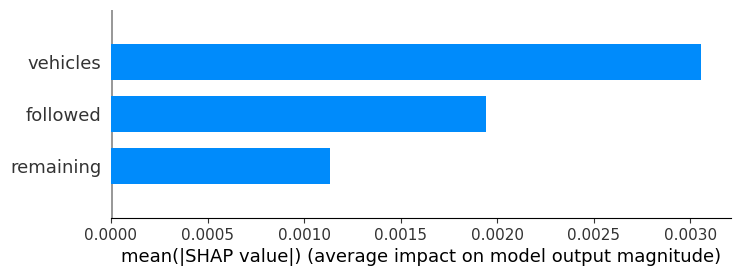 vehicles
followed
remaining
0.0000 0.0005 0.0010 0.0015 0.0020 0.0025 0.0030
mean(|SHAP value|) (average impact on model output magnitude)